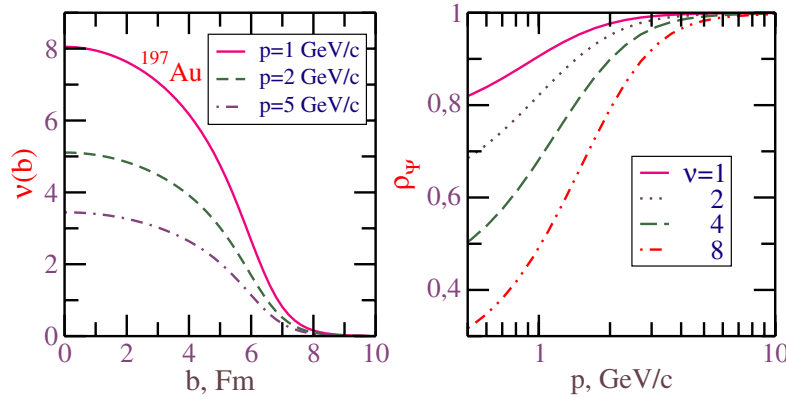 8
6
4
2
0
ν(b)
¹⁹⁷Au
p=1 GeV/c
p=2 GeV/c
p=5 GeV/c
0 2 4 6 8 10
b, Fm
1
0,8
0,6
0,4
ρΨ
ν=1
2
4
8
1 10
p, GeV/c